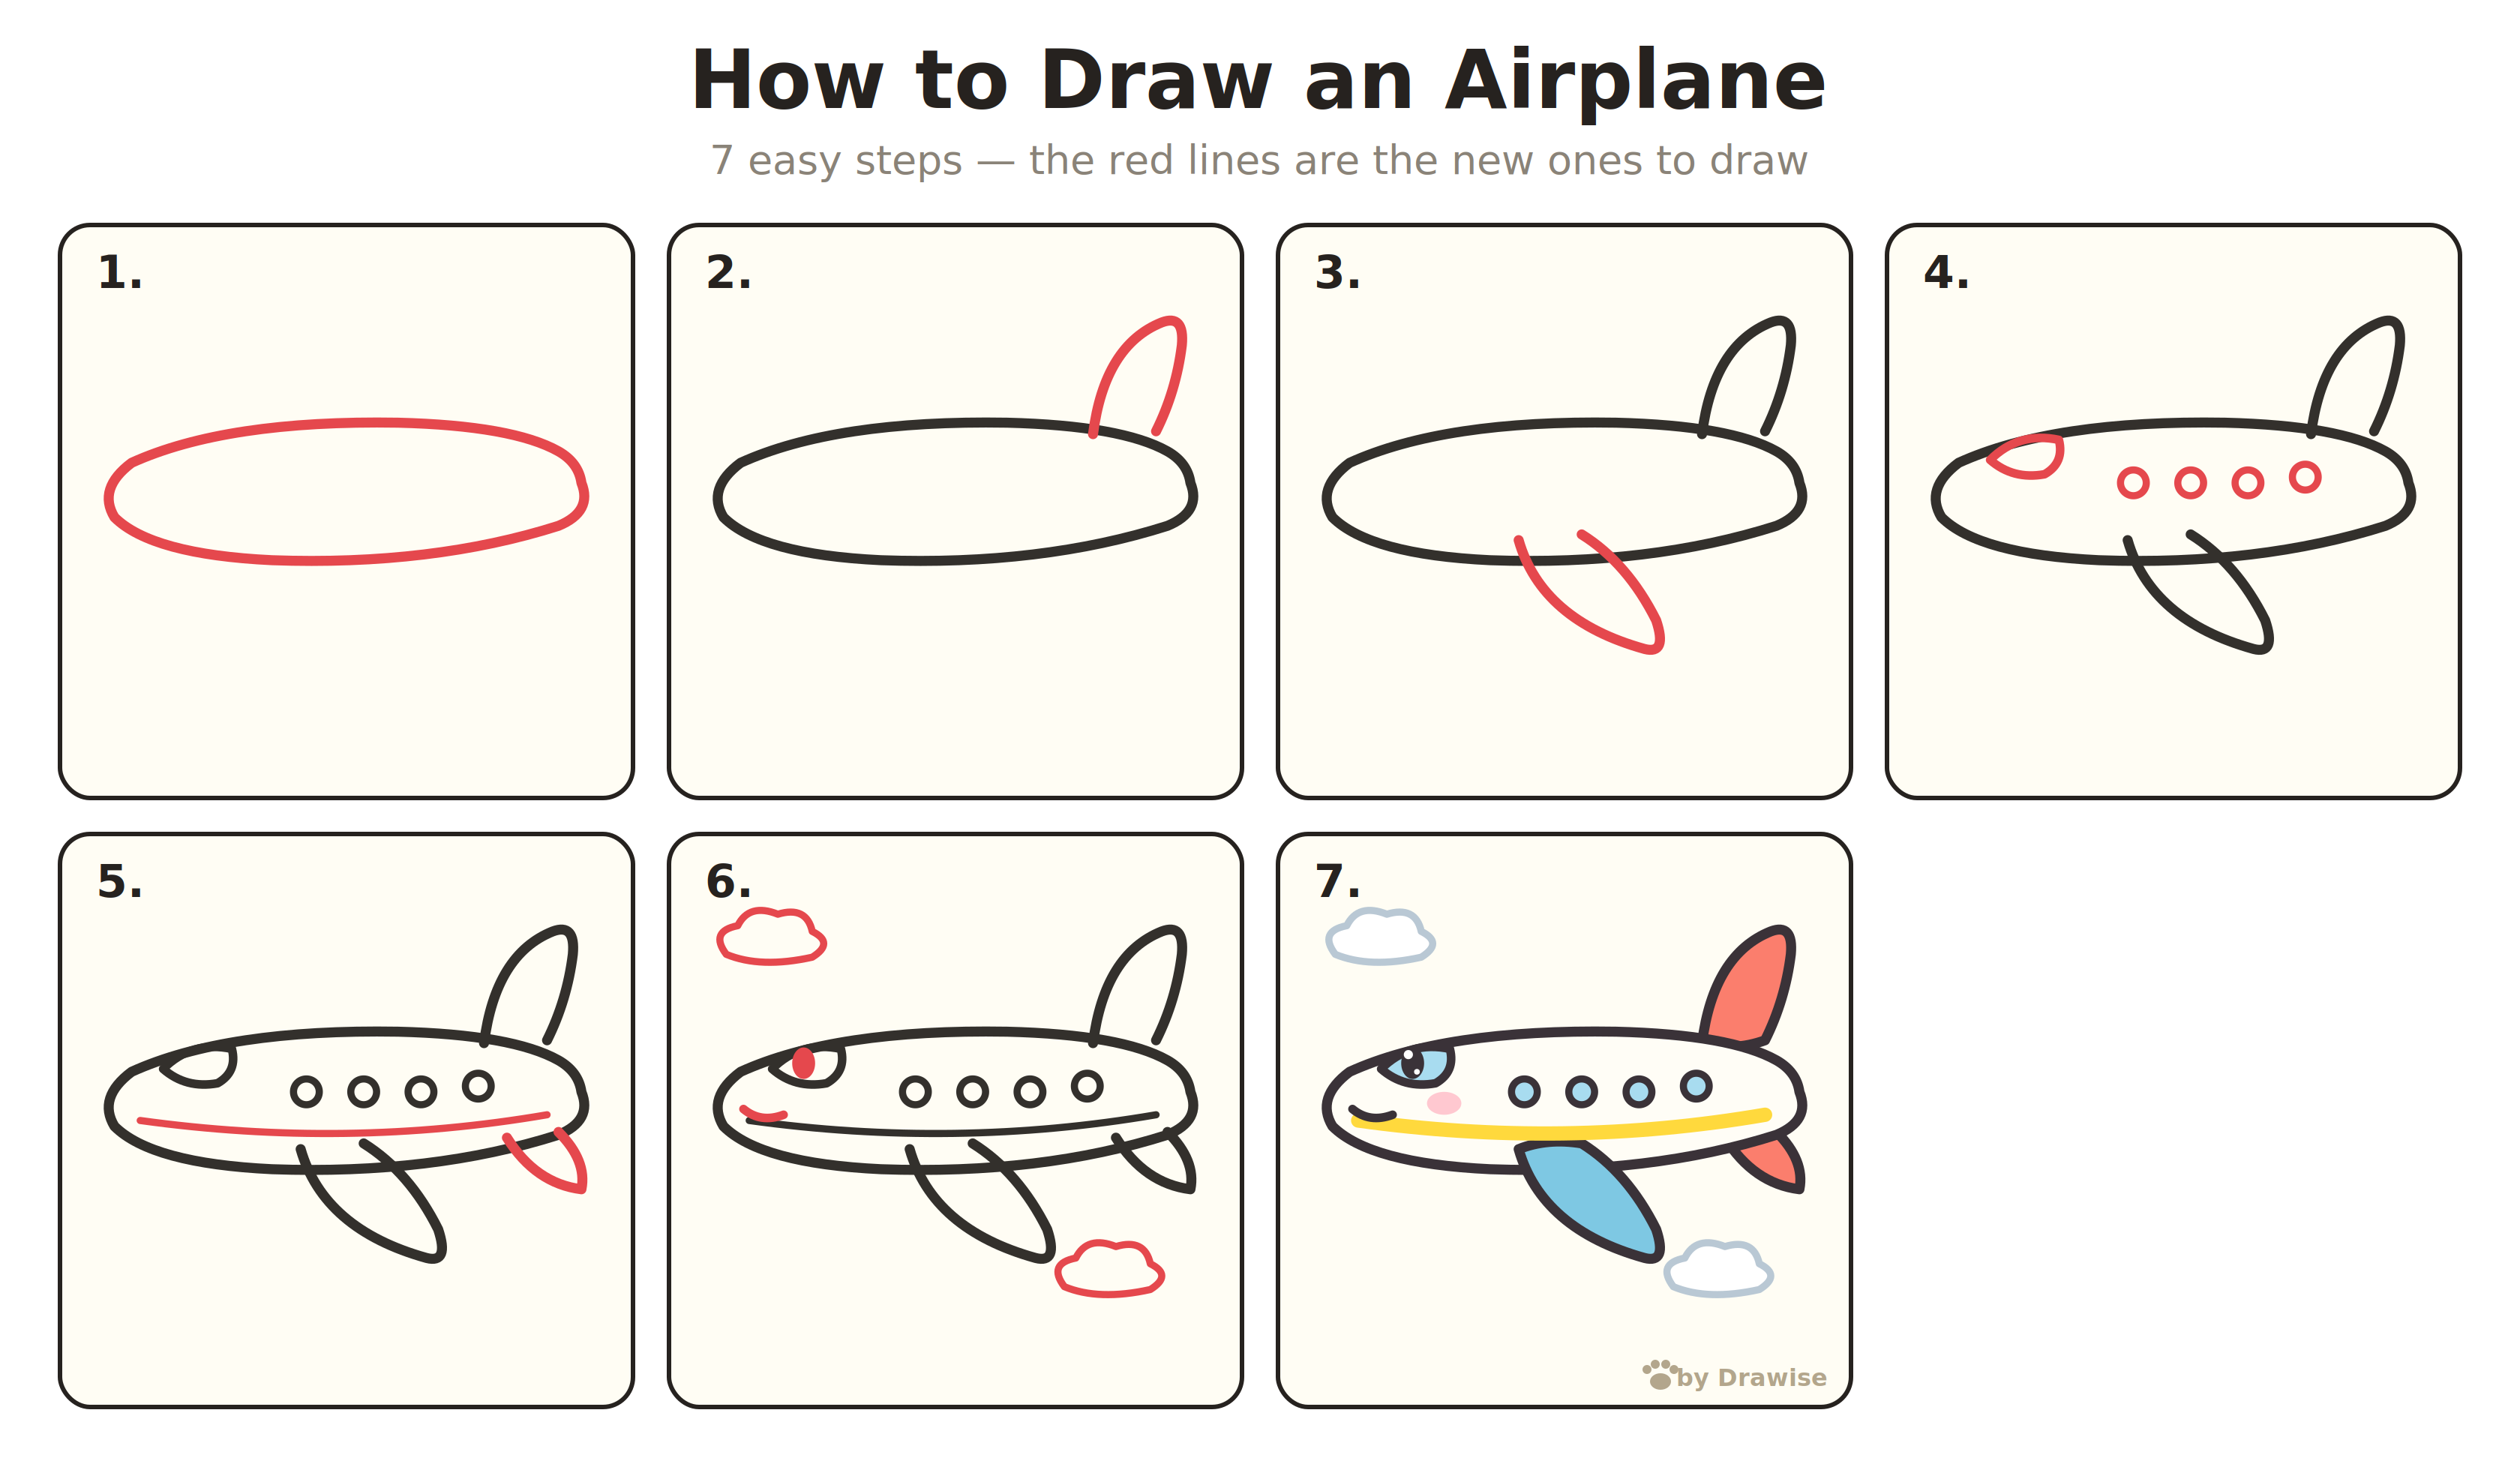 How to Draw an Airplane
7 easy steps — the red lines are the new ones to draw
1.
2.
3.
4.
5.
6.
7.
by Drawise